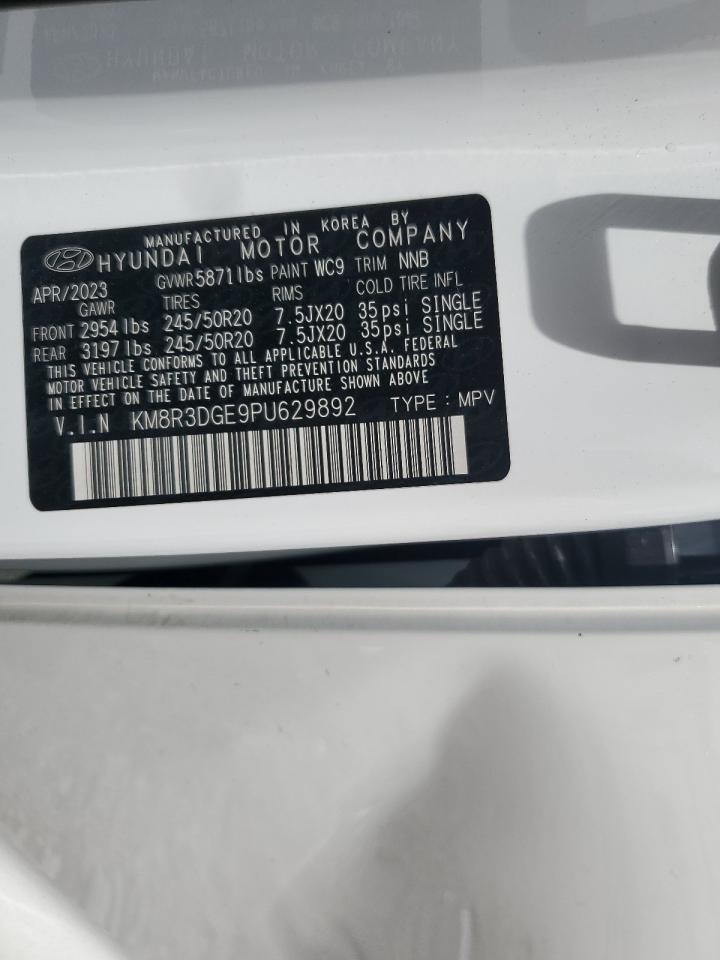 MANUFACTURED IN KOREA BY
HYUNDAI MOTOR COMPANY
APR/2023 GVWR 5871 lbs PAINT WC9 TRIM NNB
GAWR TIRES RIMS COLD TIRE INFL
FRONT 2954 lbs 245/50R20 7.5JX20 35psi SINGLE
REAR 3197 lbs 245/50R20 7.5JX20 35psi SINGLE
THIS VEHICLE CONFORMS TO ALL APPLICABLE U.S.A. FEDERAL
MOTOR VEHICLE SAFETY AND THEFT PREVENTION STANDARDS
IN EFFECT ON THE DATE OF MANUFACTURE SHOWN ABOVE
V.I.N KM8R3DGE9PU629892 TYPE : MPV